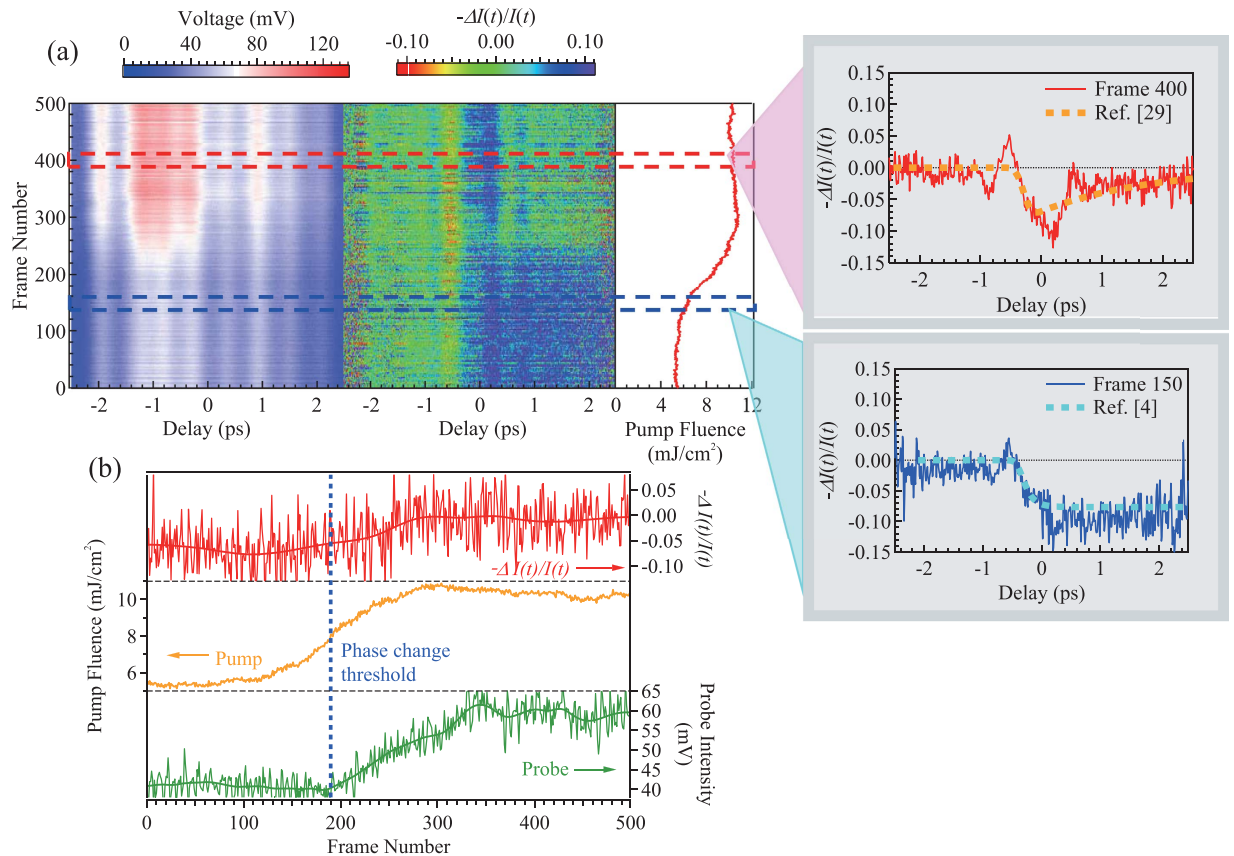 Voltage (mV)
0 40 80 120
-ΔI(t)/I(t)
-0.10 0.00 0.10
(a)
500
400
300
200
100
0
Frame Number
-2 -1 0 1 2
Delay (ps)
-2 -1 0 1 2
Delay (ps)
0 4 8 12
Pump Fluence
(mJ/cm²)
0.15
0.10
0.05
0.00
-0.05
-0.10
-0.15
-ΔI(t)/I(t)
Frame 400
Ref. [29]
-2 -1 0 1 2
Delay (ps)
0.15
0.10
0.05
0.00
-0.05
-0.10
-0.15
-ΔI(t)/I(t)
Frame 150
Ref. [4]
-2 -1 0 1 2
Delay (ps)
(b)
0.05
0.00
-0.05
-0.10
-ΔI(t)/I(t)
-ΔI(t)/I(t)
Pump Fluence (mJ/cm²)
10
8
6
Pump
Phase change
threshold
65
60
55
50
45
40
Probe Intensity
(mV)
Probe
0 100 200 300 400 500
Frame Number